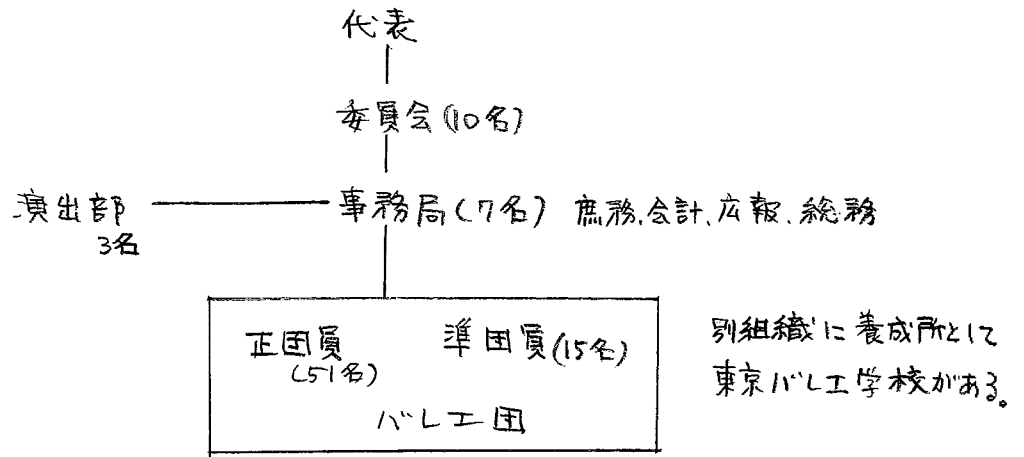 代表
委員会(10名)
演出部 事務局(7名) 庶務、会計、広報、総務
3名
正団員 準団員(15名)
(51名)
バレエ団
別組織に養成所として
東京バレエ学校がある。